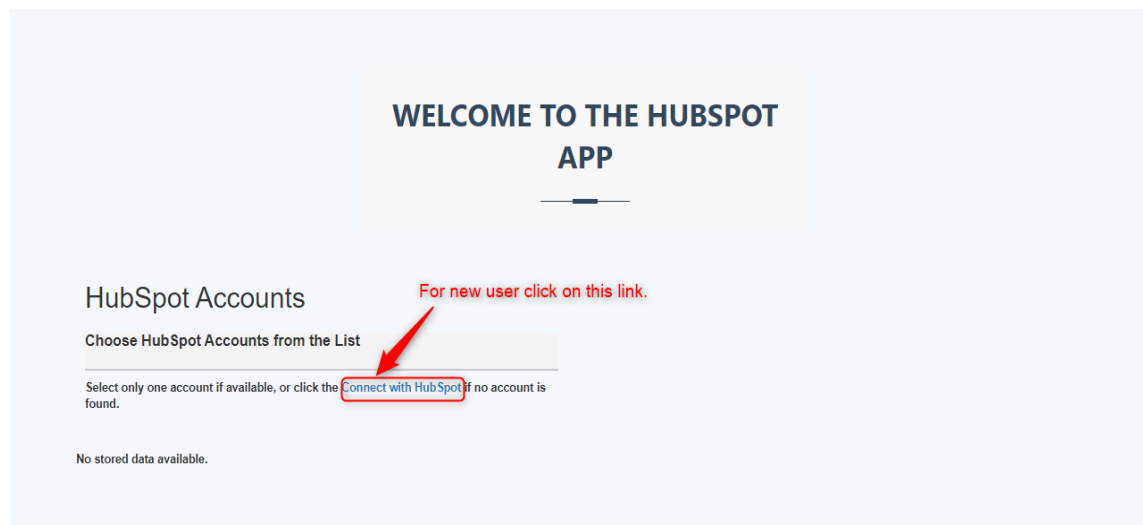 WELCOME TO THE HUBSPOT
APP
HubSpot Accounts
For new user click on this link.
Choose HubSpot Accounts from the List
Select only one account if available, or click the Connect with HubSpot if no account is
found.
No stored data available.